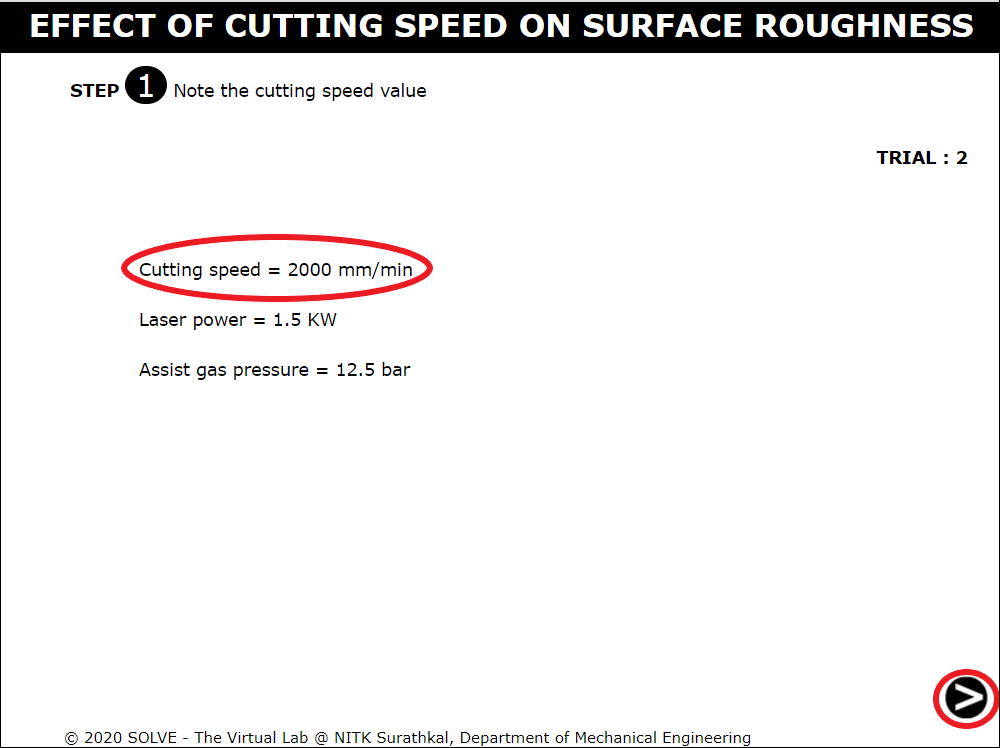 EFFECT OF CUTTING SPEED ON SURFACE ROUGHNESS
STEP 1 Note the cutting speed value
TRIAL : 2
Cutting speed = 2000 mm/min
Laser power = 1.5 KW
Assist gas pressure = 12.5 bar
>
© 2020 SOLVE - The Virtual Lab @ NITK Surathkal, Department of Mechanical Engineering